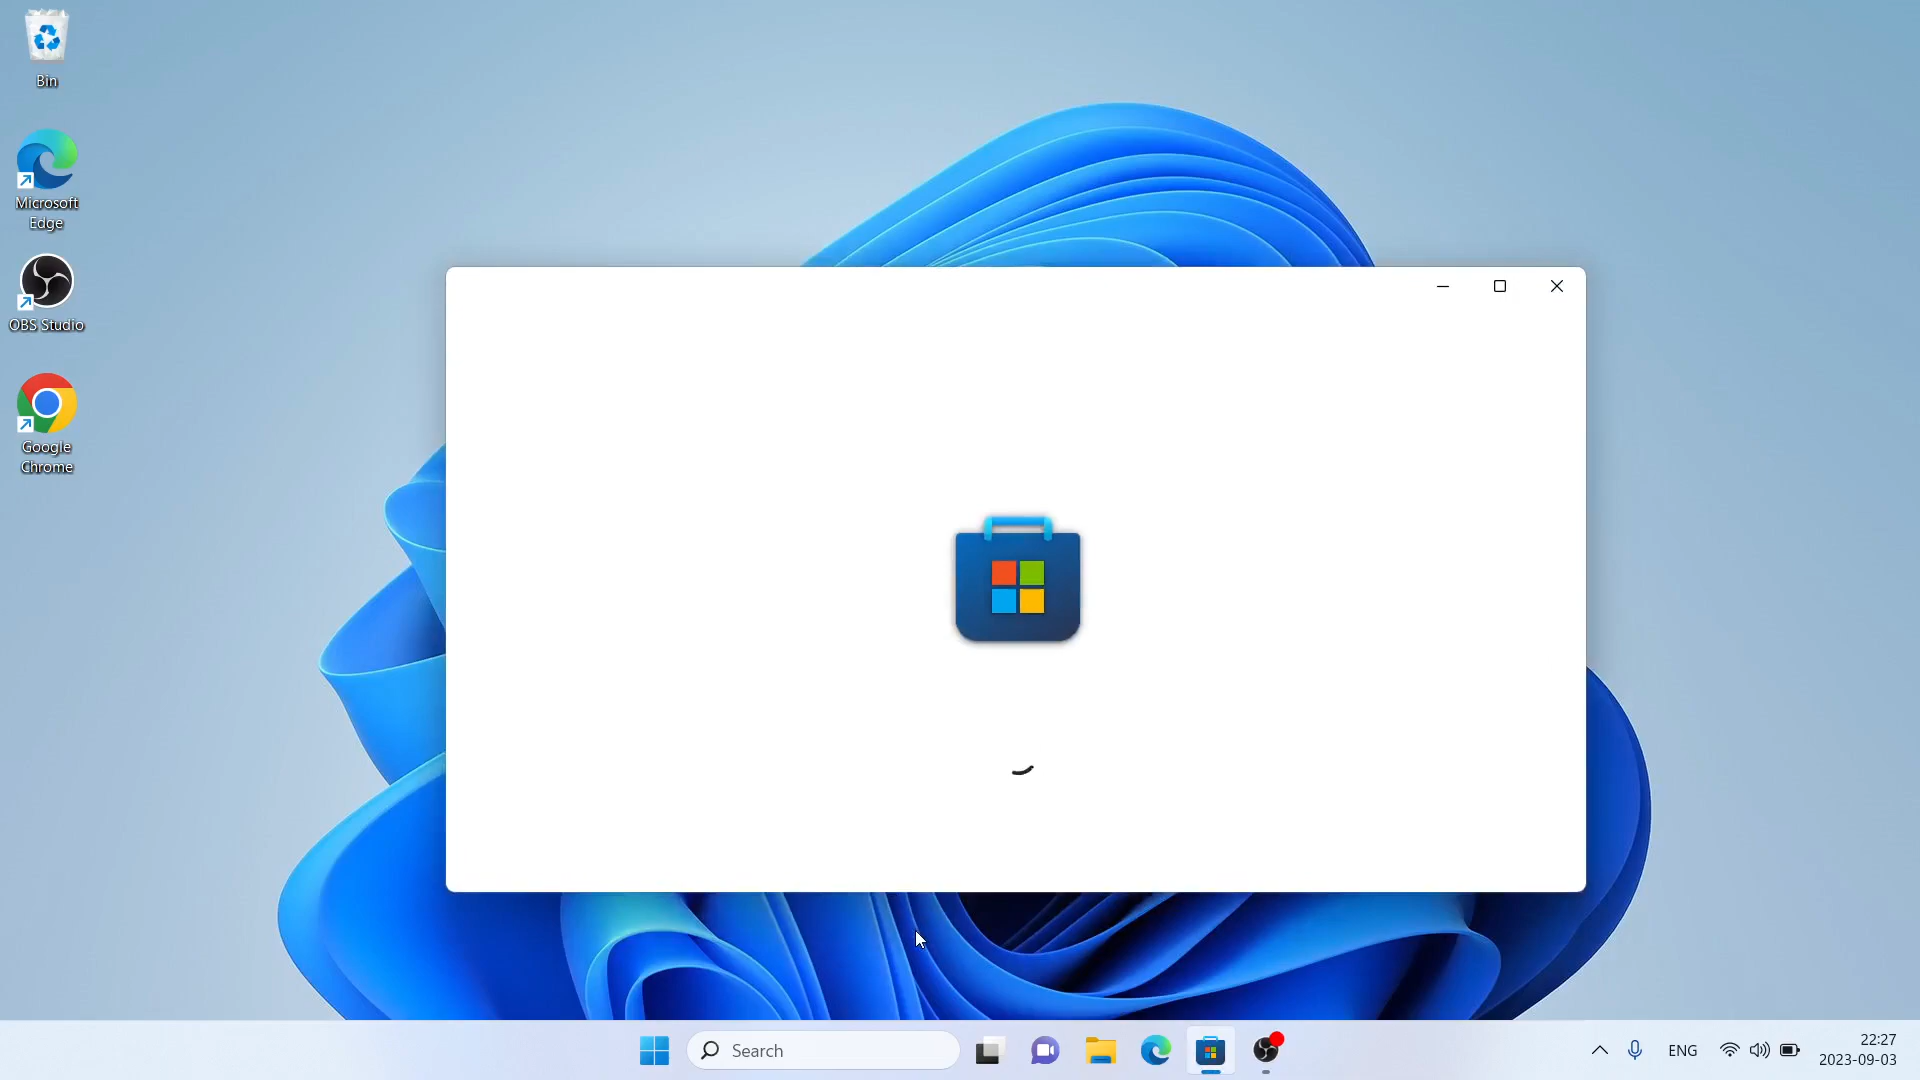 Bin
Microsoft
Edge
OBS Studio
Google
Chrome
Search
ENG
22:27
2023-09-03